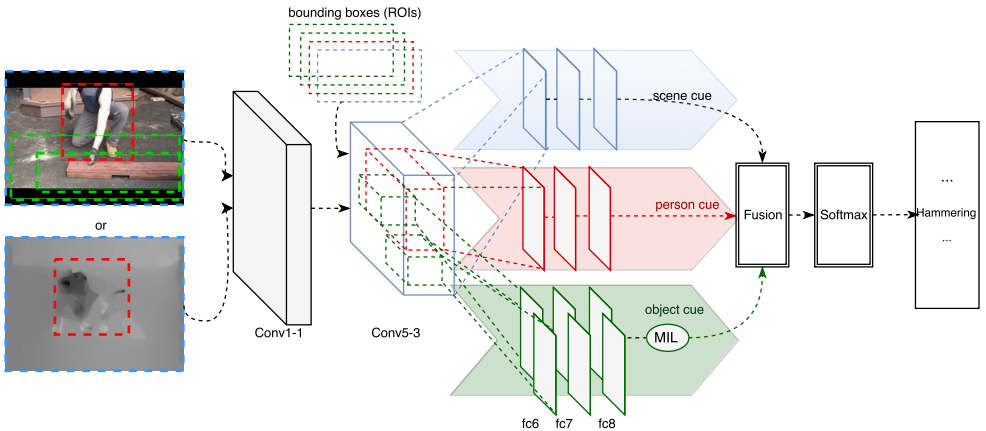 bounding boxes (ROIs)
scene cue
person cue
or
Fusion
Softmax
...
Hammering
...
Conv1-1
Conv5-3
object cue
MIL
fc6
fc7
fc8